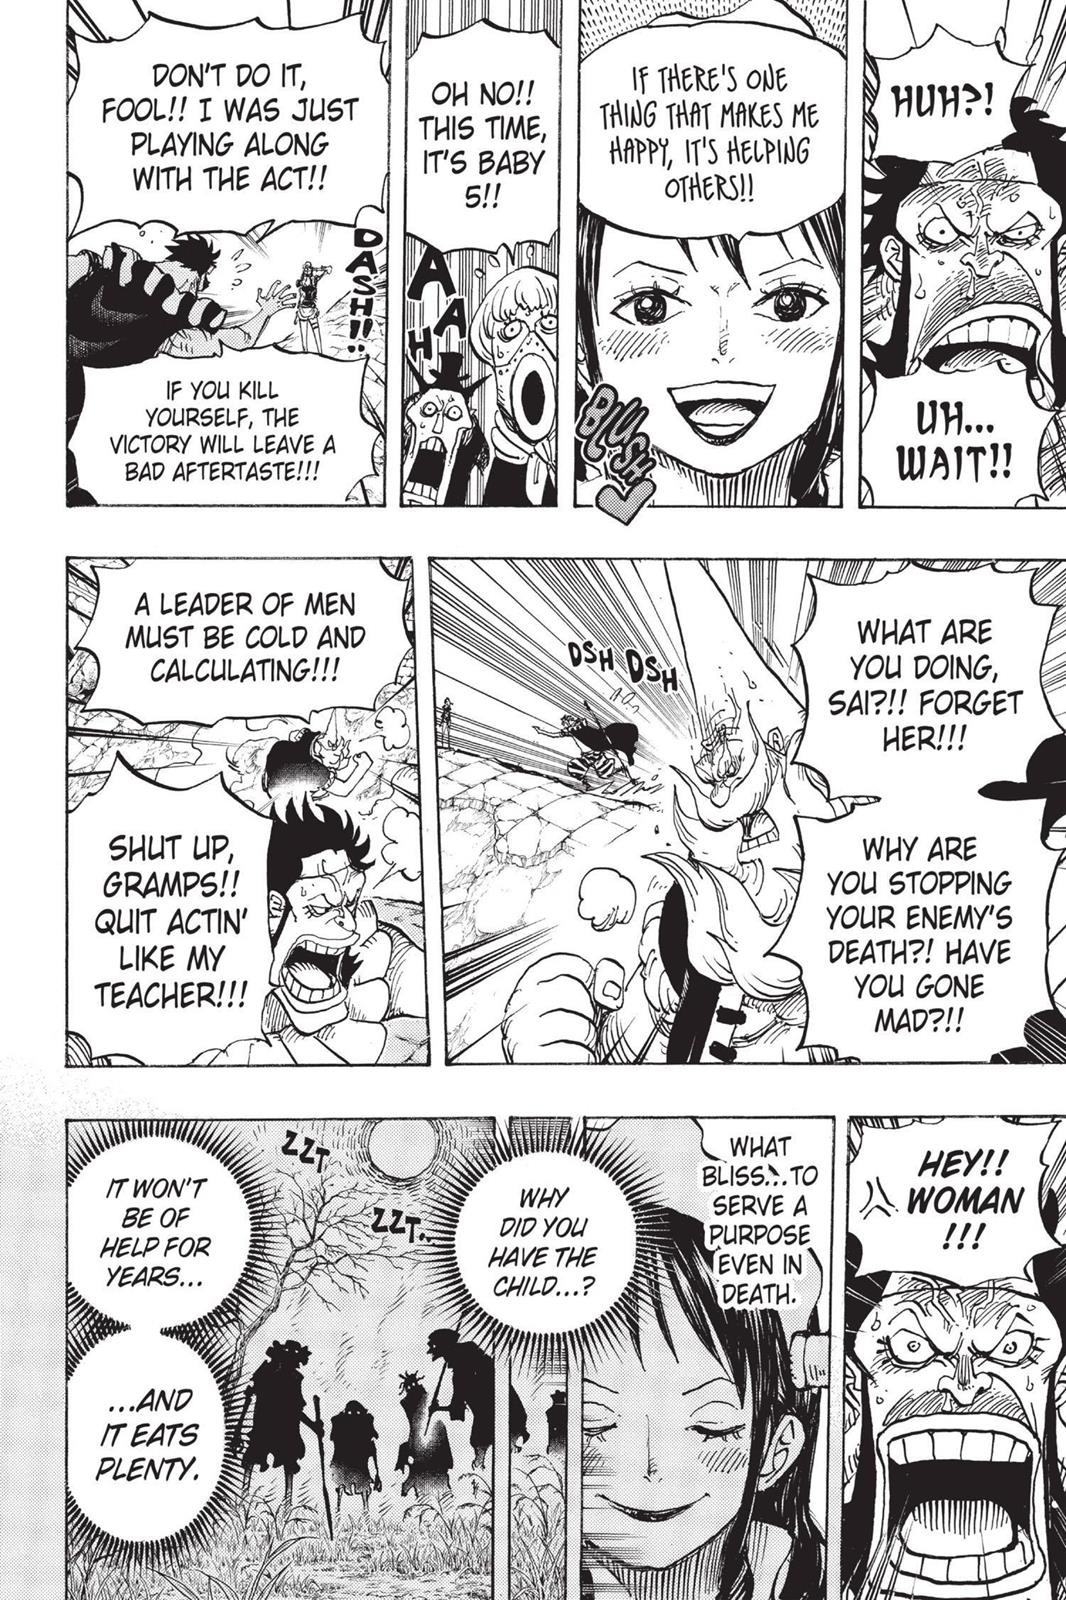 HUH?!
UH...
WAIT!!
IF THERE'S ONE
THING THAT MAKES ME
HAPPY, IT'S HELPING
OTHERS!!
BLUSH
BLUSH
OH NO!!
THIS TIME,
IT'S BABY
5!!
AAAH
DON'T DO IT,
FOOL!! I WAS JUST
PLAYING ALONG
WITH THE ACT!!
DASH!!..
IF YOU KILL
YOURSELF, THE
VICTORY WILL LEAVE A
BAD AFTERTASTE!!!
WHAT ARE
YOU DOING,
SAI?!! FORGET
HER!!!
DSH DSH
WHY ARE
YOU STOPPING
YOUR ENEMY'S
DEATH?! HAVE
YOU GONE
MAD?!!
A LEADER OF MEN
MUST BE COLD AND
CALCULATING!!!
SHUT UP,
GRAMPS!!
QUIT ACTIN'
LIKE MY
TEACHER!!!
HEY!!
WOMAN
!!!
WHAT
BLISS... TO
SERVE A
PURPOSE
EVEN IN
DEATH.
WHY
DID YOU
HAVE THE
CHILD...?
ZZT
ZZT..
IT WON'T
BE OF
HELP FOR
YEARS...
...AND
IT EATS
PLENTY.